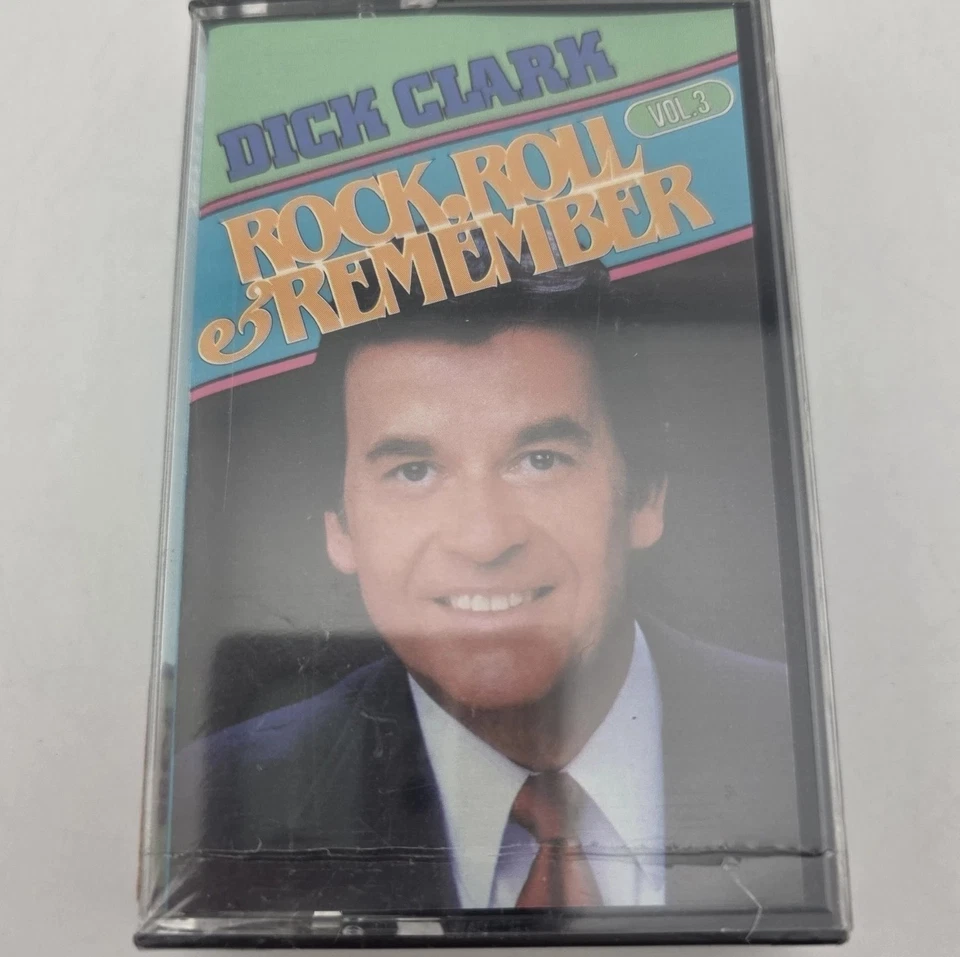 DICK CLARK
VOL.3
ROCK, ROLL
& REMEMBER